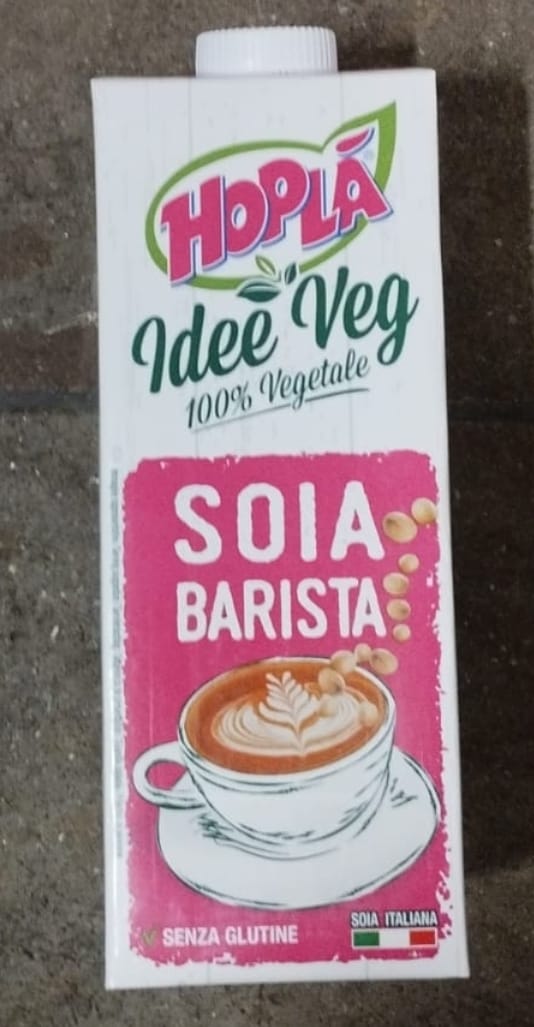 HOPLÀ
Idee Veg
100% Vegetale
SOIA
BARISTA
SENZA GLUTINE
SOIA ITALIANA